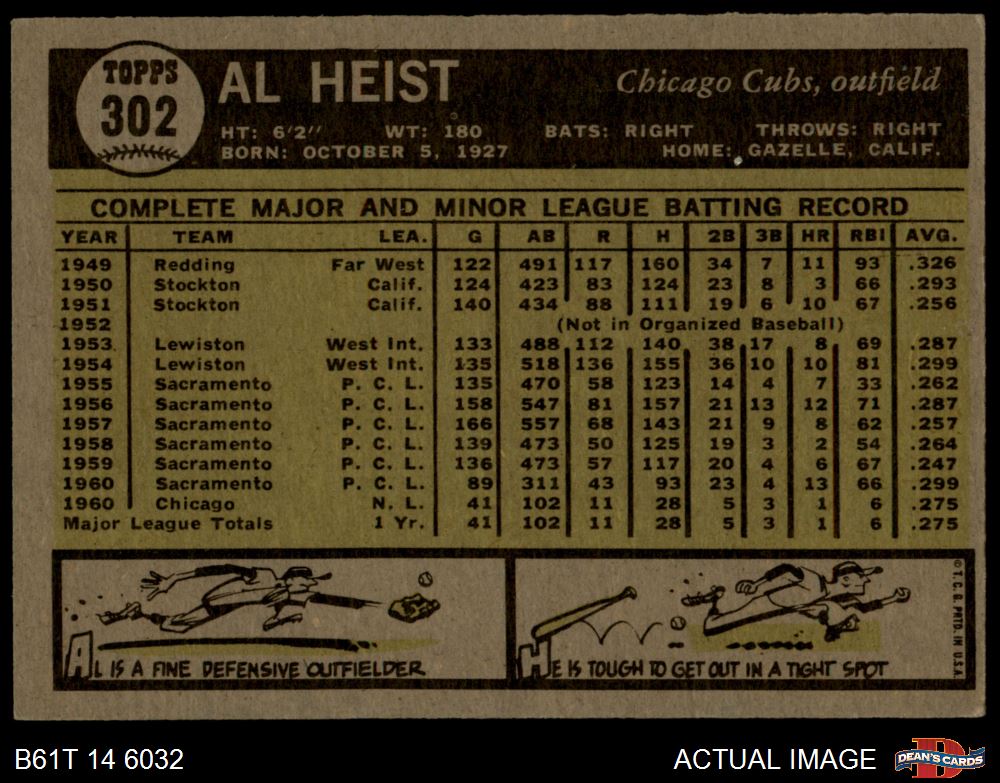 TOPPS
302
AL HEIST
Chicago Cubs, outfield
HT: 6'2" WT: 180 BATS: RIGHT THROWS: RIGHT
BORN: OCTOBER 5, 1927 HOME: GAZELLE, CALIF.
COMPLETE MAJOR AND MINOR LEAGUE BATTING RECORD
YEAR TEAM LEA. G AB R H 2B 3B HR RBI AVG.
1949 Redding Far West 122 491 117 160 34 7 11 93 .326
1950 Stockton Calif. 124 423 83 124 23 8 3 66 .293
1951 Stockton Calif. 140 434 88 111 19 6 10 67 .256
1952 (Not in Organized Baseball)
1953 Lewiston West Int. 133 488 112 140 38 17 8 69 .287
1954 Lewiston West Int. 135 518 136 155 36 10 10 81 .299
1955 Sacramento P. C. L. 135 470 58 123 14 4 7 33 .262
1956 Sacramento P. C. L. 158 547 81 157 21 13 12 71 .287
1957 Sacramento P. C. L. 166 557 68 143 21 9 8 62 .257
1958 Sacramento P. C. L. 139 473 50 125 19 3 2 54 .264
1959 Sacramento P. C. L. 136 473 57 117 20 4 6 67 .247
1960 Sacramento P. C. L. 89 311 43 93 23 4 13 66 .299
1960 Chicago N. L. 41 102 11 28 5 3 1 6 .275
Major League Totals 1 Yr. 41 102 11 28 5 3 1 6 .275
AL IS A FINE DEFENSIVE OUTFIELDER
HE IS TOUGH TO GET OUT IN A TIGHT SPOT
© T. C. G. PRTD. IN U.S.A.
B61T 14 6032
ACTUAL IMAGE
DEAN'S CARDS